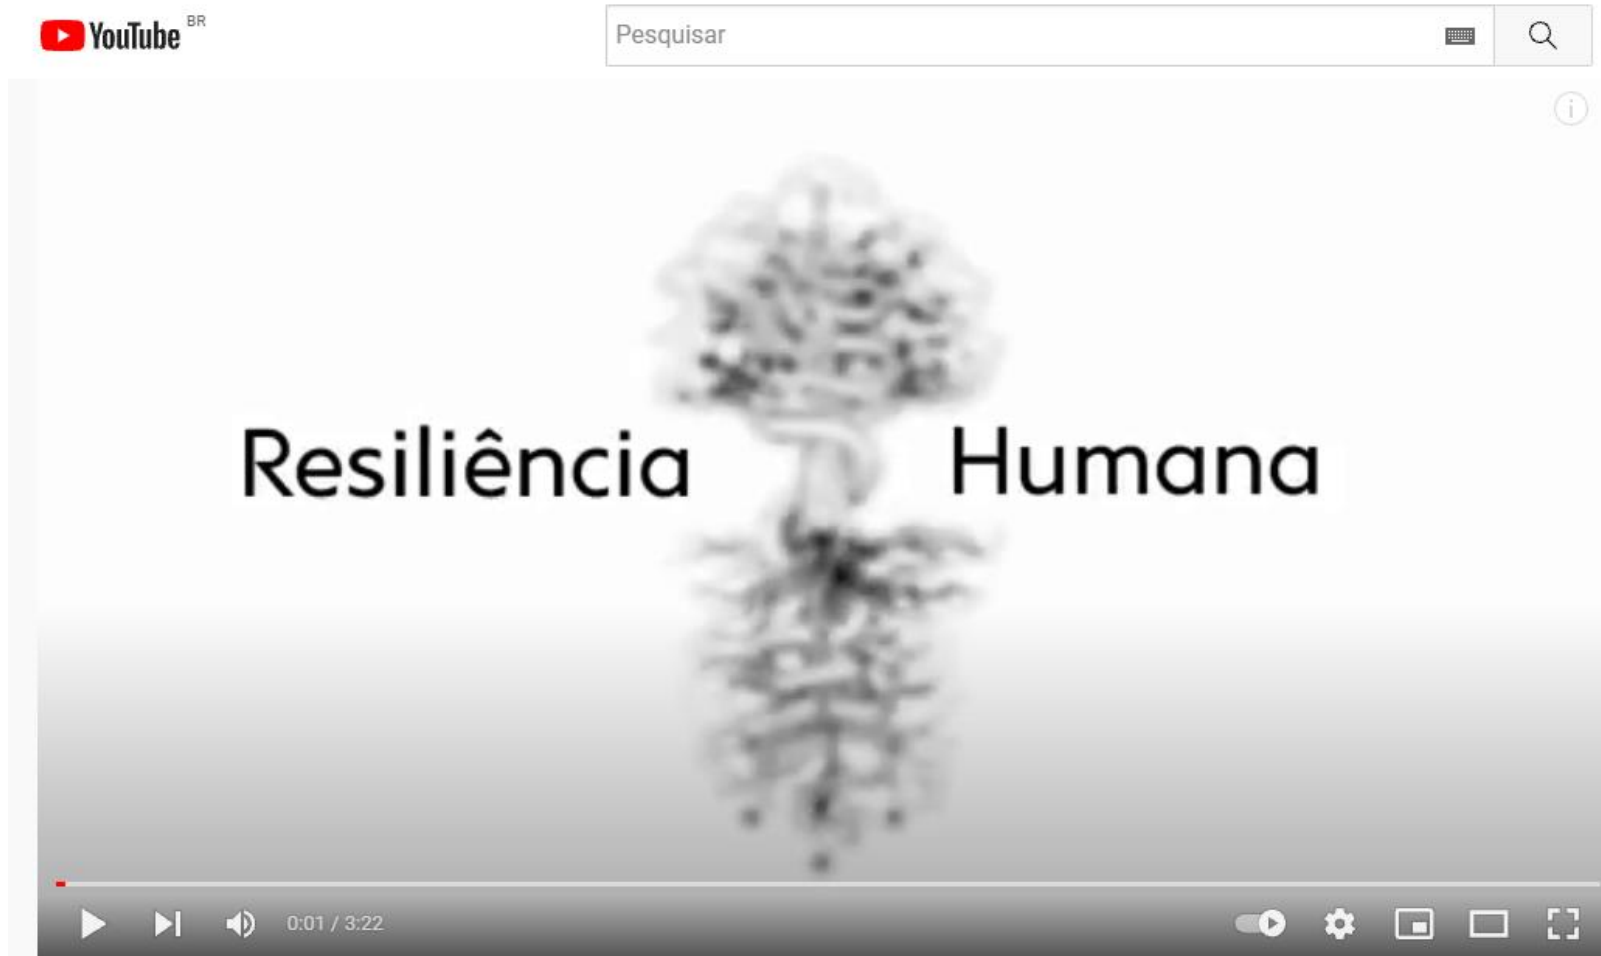 YouTube BR
Pesquisar
i
Resiliência Humana
0:01 / 3:22